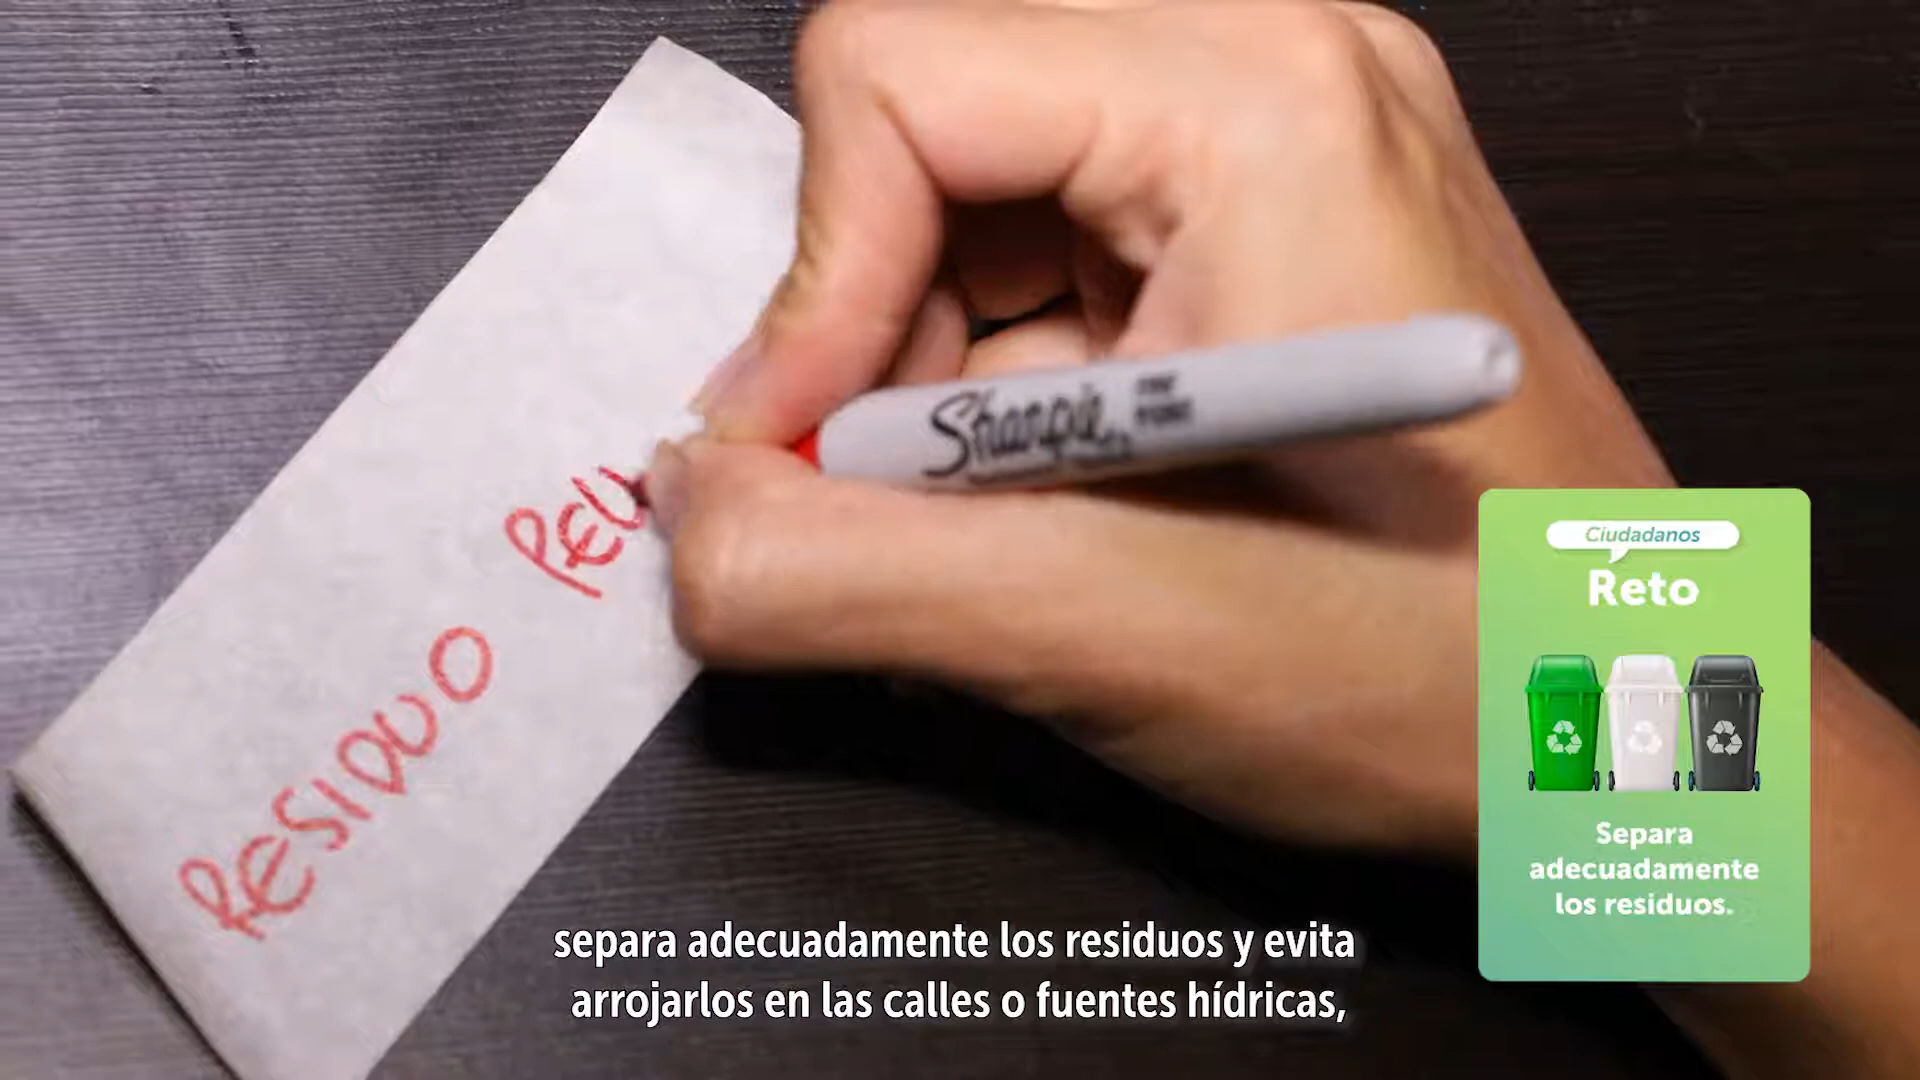 RESIDUO PELI
Sharpie
Ciudadanos
Reto
Separa
adecuadamente
los residuos.
separa adecuadamente los residuos y evita
arrojarlos en las calles o fuentes hídricas,